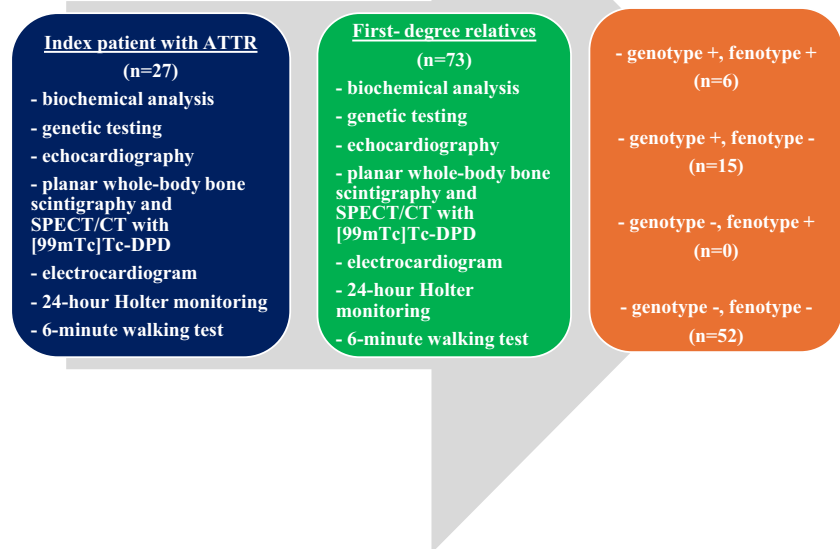 Index patient with ATTR
(n=27)
- biochemical analysis
- genetic testing
- echocardiography
- planar whole-body bone
scintigraphy and
SPECT/CT with
[99mTc]Tc-DPD
- electrocardiogram
- 24-hour Holter monitoring
- 6-minute walking test
First- degree relatives
(n=73)
- biochemical analysis
- genetic testing
- echocardiography
- planar whole-body bone
scintigraphy and
SPECT/CT with
[99mTc]Tc-DPD
- electrocardiogram
- 24-hour Holter
monitoring
- 6-minute walking test
- genotype +, fenotype +
(n=6)
- genotype +, fenotype -
(n=15)
- genotype -, fenotype +
(n=0)
- genotype -, fenotype -
(n=52)